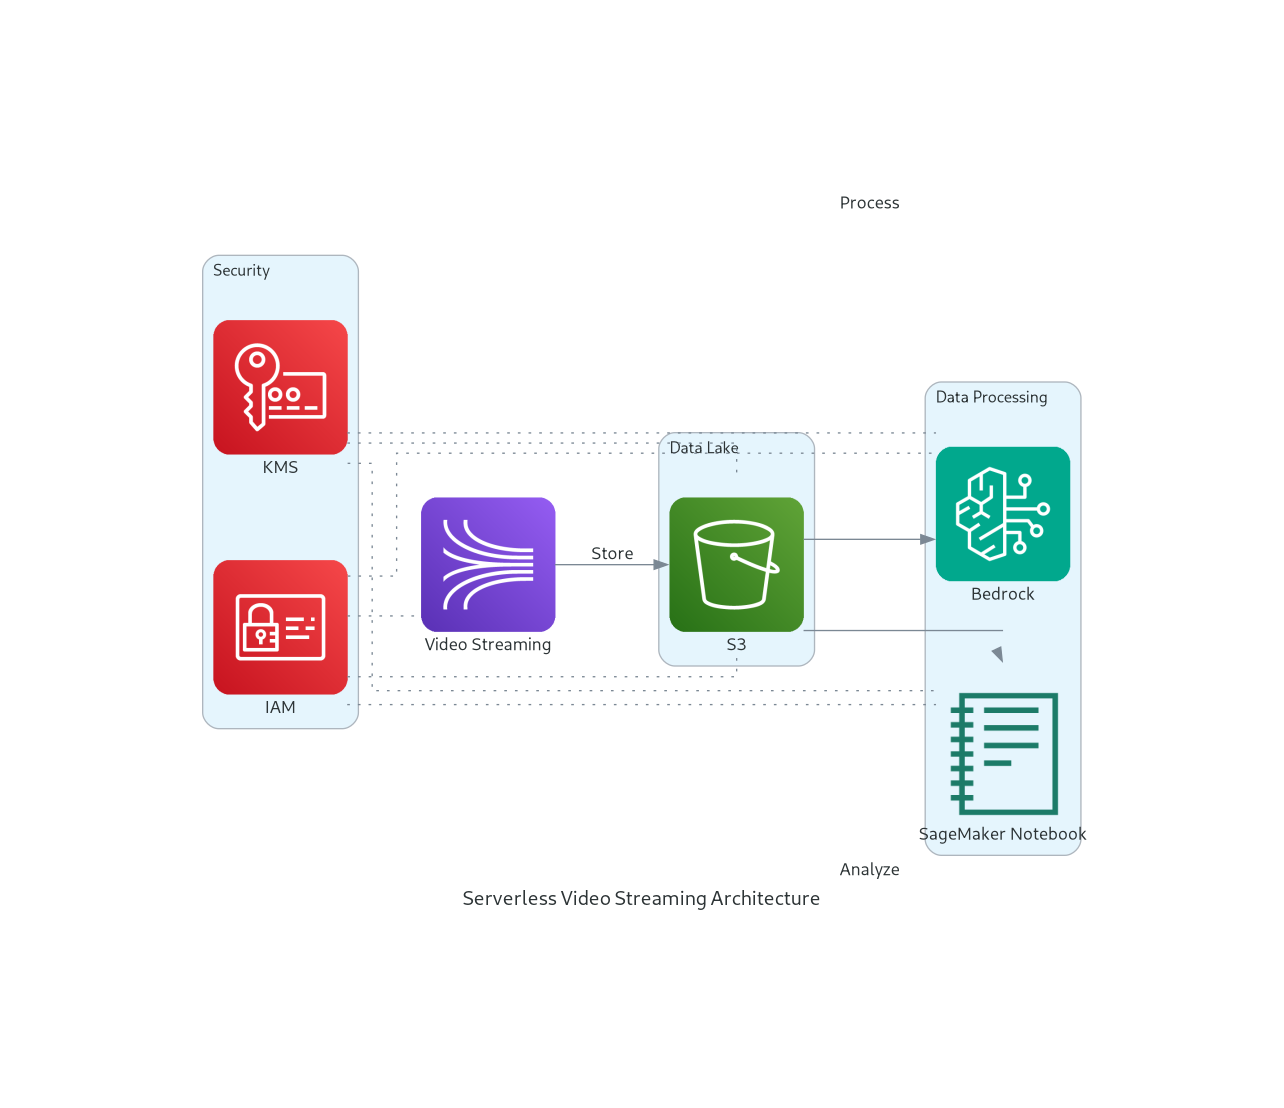 Process
Security
KMS
IAM
Video Streaming
Store
Data Lake
S3
Data Processing
Bedrock
SageMaker Notebook
Analyze
Serverless Video Streaming Architecture